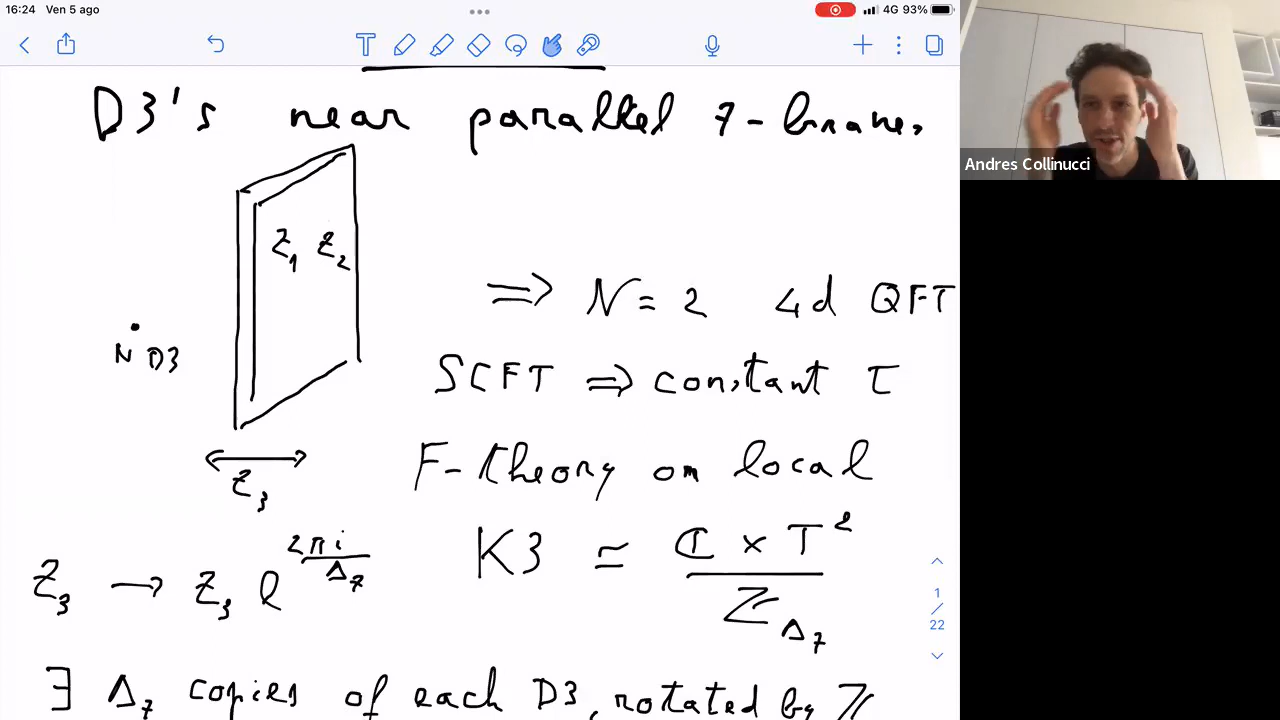 16:24 Ven 5 ago
4G 93%
Andres Collinucci
D3's near parallel 7-branes
Z₁ Z₂
N D3
Z₃
⇒ N = 2 4d QFT
SCFT ⇒ constant τ
F-theory on local
K3 ≃ ℂ × T² / ℤ_Δ₇
Z₃ → Z₃ e^(2πi/Δ₇)
∃ Δ₇ copies of each D3, rotated by ℤ
1/22